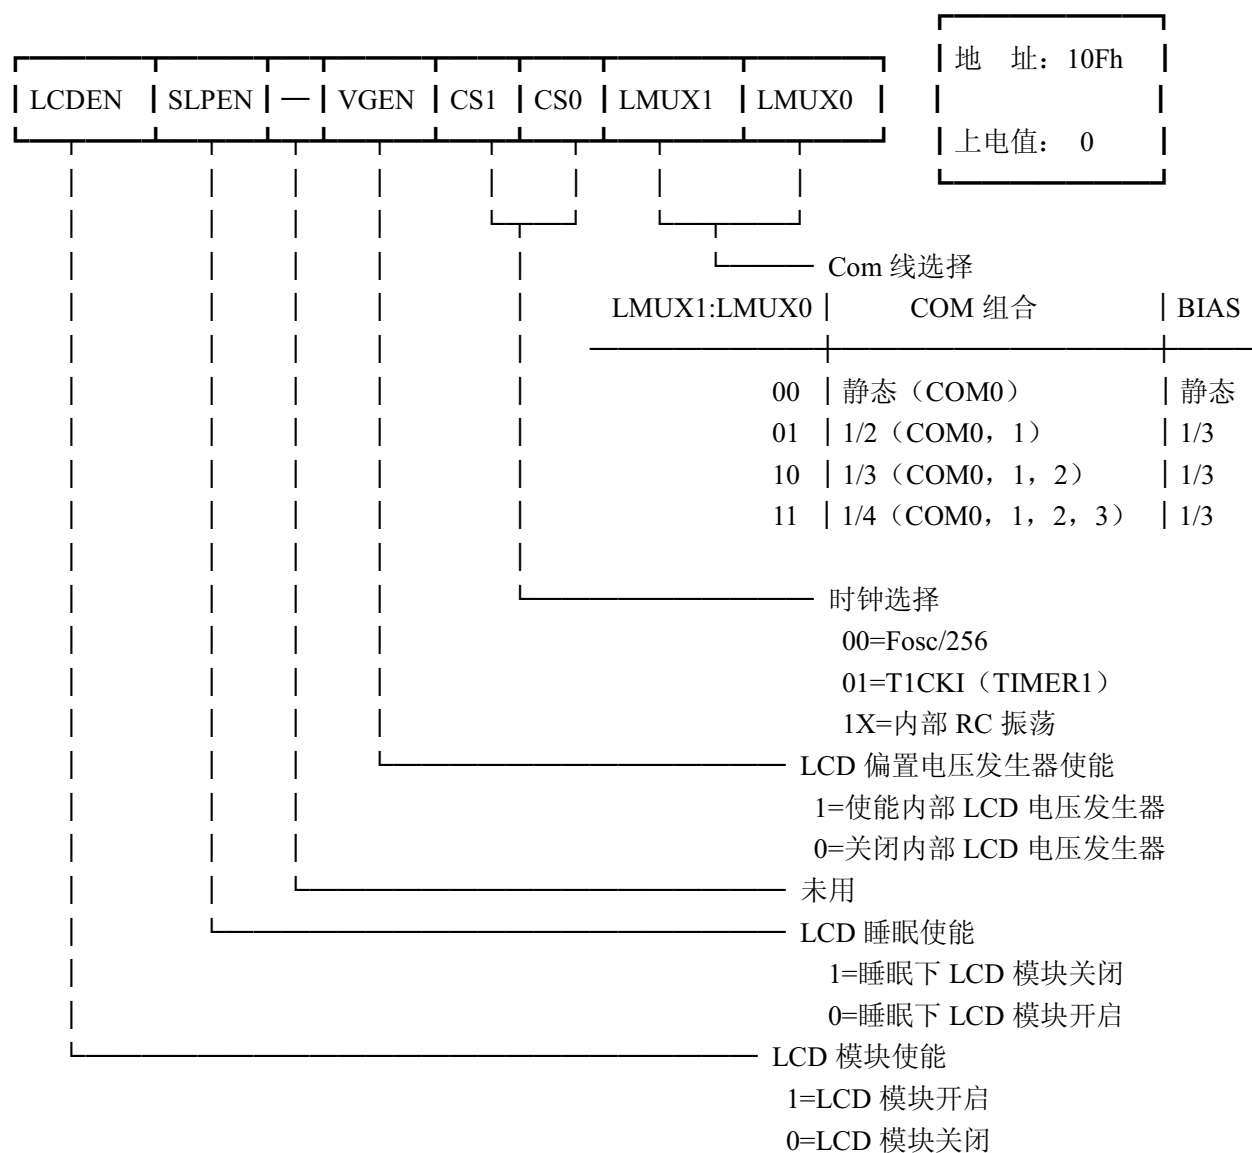 地 址：10Fh
LCDEN SLPEN — VGEN CS1 CS0 LMUX1 LMUX0
上电值： 0
Com 线选择
LMUX1:LMUX0 COM 组合 BIAS
00 静态（COM0） 静态
01 1/2（COM0，1） 1/3
10 1/3（COM0，1，2） 1/3
11 1/4（COM0，1，2，3） 1/3
时钟选择
00=Fosc/256
01=T1CKI（TIMER1）
1X=内部 RC 振荡
LCD 偏置电压发生器使能
1=使能内部 LCD 电压发生器
0=关闭内部 LCD 电压发生器
未用
LCD 睡眠使能
1=睡眠下 LCD 模块关闭
0=睡眠下 LCD 模块开启
LCD 模块使能
1=LCD 模块开启
0=LCD 模块关闭